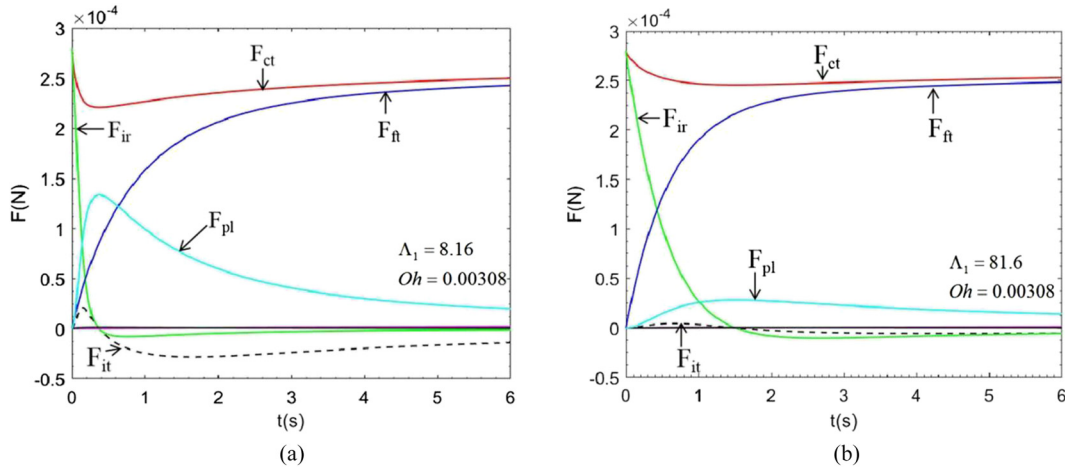 ×10⁻⁴
3
2.5
2
1.5
1
0.5
0
-0.5
F(N)
0 1 2 3 4 5 6
t(s)
F_ct
F_ir
F_ft
F_pl
F_it
Λ₁ = 8.16
Oh = 0.00308
(a)
×10⁻⁴
3
2.5
2
1.5
1
0.5
0
-0.5
F(N)
0 1 2 3 4 5 6
t(s)
F_ct
F_ir
F_ft
F_pl
F_it
Λ₁ = 81.6
Oh = 0.00308
(b)